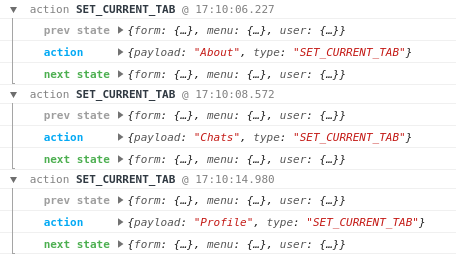 action SET_CURRENT_TAB @ 17:10:06.227
prev state {form: {…}, menu: {…}, user: {…}}
action {payload: "About", type: "SET_CURRENT_TAB"}
next state {form: {…}, menu: {…}, user: {…}}
action SET_CURRENT_TAB @ 17:10:08.572
prev state {form: {…}, menu: {…}, user: {…}}
action {payload: "Chats", type: "SET_CURRENT_TAB"}
next state {form: {…}, menu: {…}, user: {…}}
action SET_CURRENT_TAB @ 17:10:14.980
prev state {form: {…}, menu: {…}, user: {…}}
action {payload: "Profile", type: "SET_CURRENT_TAB"}
next state {form: {…}, menu: {…}, user: {…}}